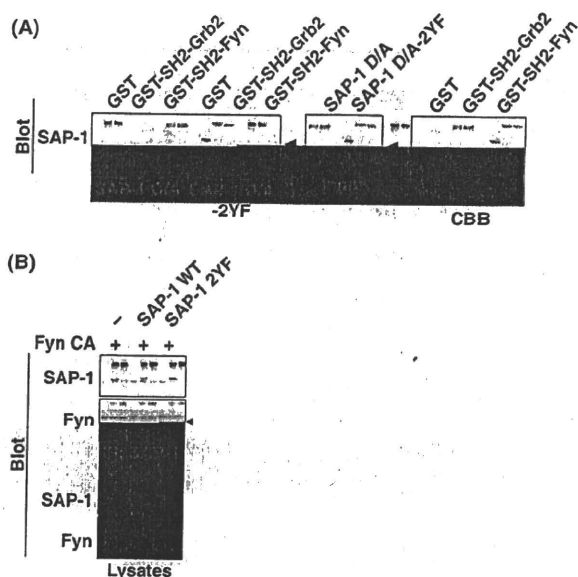 (A)
GST
GST-SH2-Grb2
GST-SH2-Fyn
GST
GST-SH2-Grb2
GST-SH2-Fyn
SAP-1 D/A
SAP-1 D/A-2YF
GST
GST-SH2-Grb2
GST-SH2-Fyn
Blot
SAP-1
-2YF
CBB
(B)
-
SAP-1 WT
SAP-1 2YF
Fyn CA + + +
Blot
SAP-1
Fyn
SAP-1
Fyn
Lysates